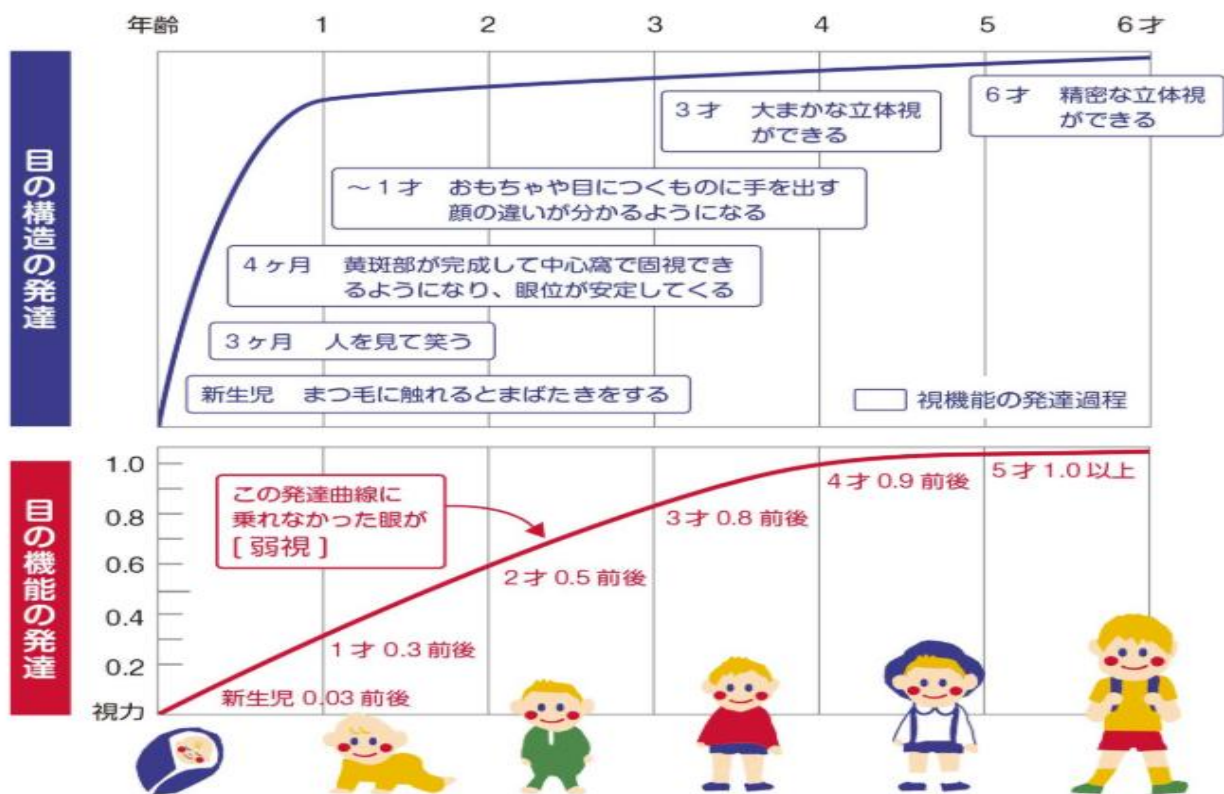 年齢 1 2 3 4 5 6才
目の構造の発達
3才 大まかな立体視
ができる
6才 精密な立体視
ができる
～1才 おもちゃや目につくものに手を出す
顔の違いが分かるようになる
4ヶ月 黄斑部が完成して中心窩で固視でき
るようになり、眼位が安定してくる
3ヶ月 人を見て笑う
新生児 まつ毛に触れるとまばたきをする
視機能の発達過程
目の機能の発達
1.0
0.8
0.6
0.4
0.2
視力
この発達曲線に
乗れなかった眼が
[弱視]
新生児 0.03 前後
1才 0.3 前後
2才 0.5 前後
3才 0.8 前後
4才 0.9 前後
5才 1.0 以上